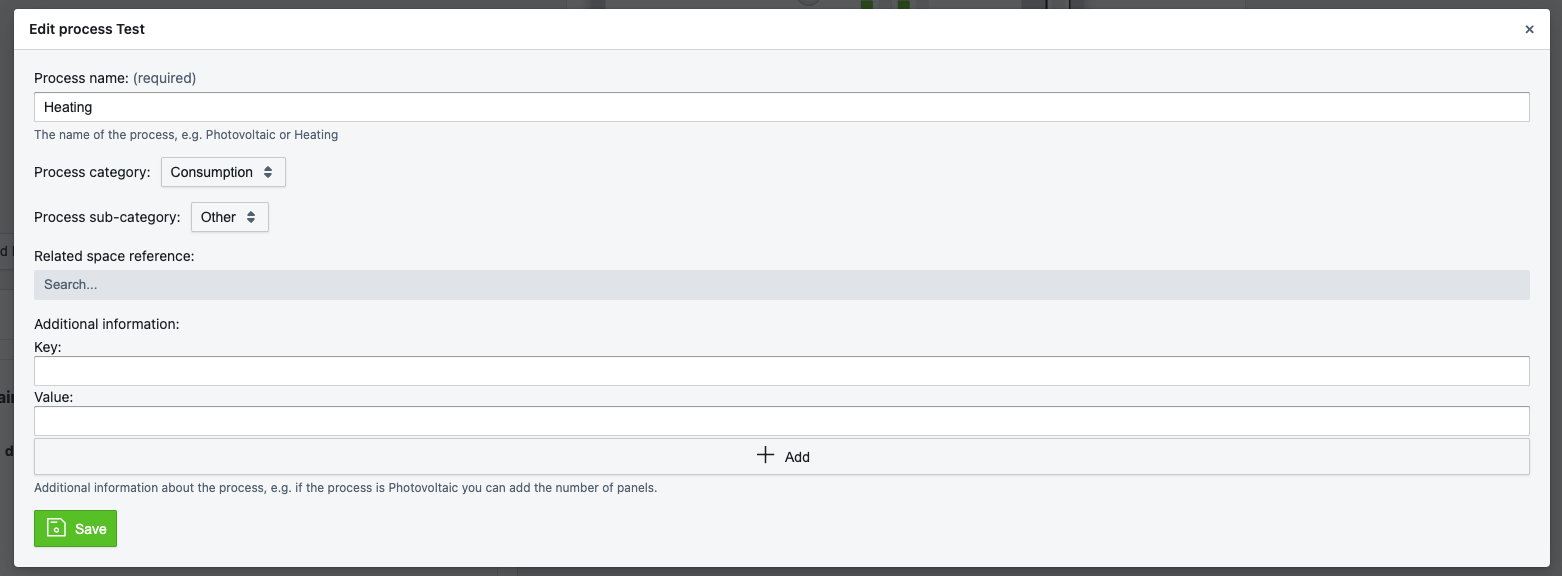 Edit process Test
×
Process name: (required)
Heating
The name of the process, e.g. Photovoltaic or Heating
Process category: Consumption
Process sub-category: Other
Related space reference:
Search...
Additional information:
Key:
Value:
Add
Additional information about the process, e.g. if the process is Photovoltaic you can add the number of panels.
Save